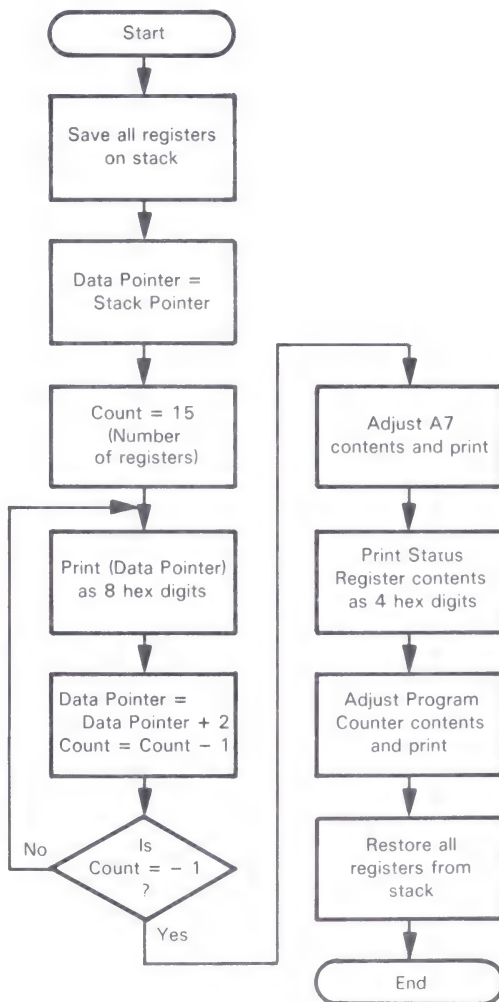 Start
Save all registers
on stack
Data Pointer =
Stack Pointer
Count = 15
(Number
of registers)
Print (Data Pointer)
as 8 hex digits
Data Pointer =
Data Pointer + 2
Count = Count − 1
Is
Count = − 1
?
No
Yes
Adjust A7
contents and print
Print Status
Register contents
as 4 hex digits
Adjust Program
Counter contents
and print
Restore all
registers from
stack
End